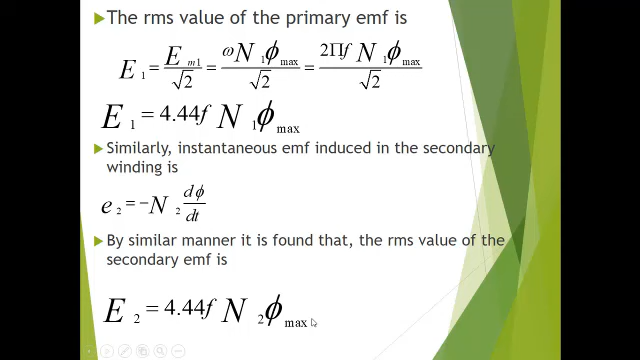 The rms value of the primary emf is
E₁ = E m1 / √2 = ωN₁ϕmax / √2 = 2Πf N₁ϕmax / √2
E₁ = 4.44f N₁ϕmax
Similarly, instantaneous emf induced in the secondary
winding is
e₂ = −N₂ dϕ/dt
By similar manner it is found that, the rms value of the
secondary emf is
E₂ = 4.44f N₂ϕmax